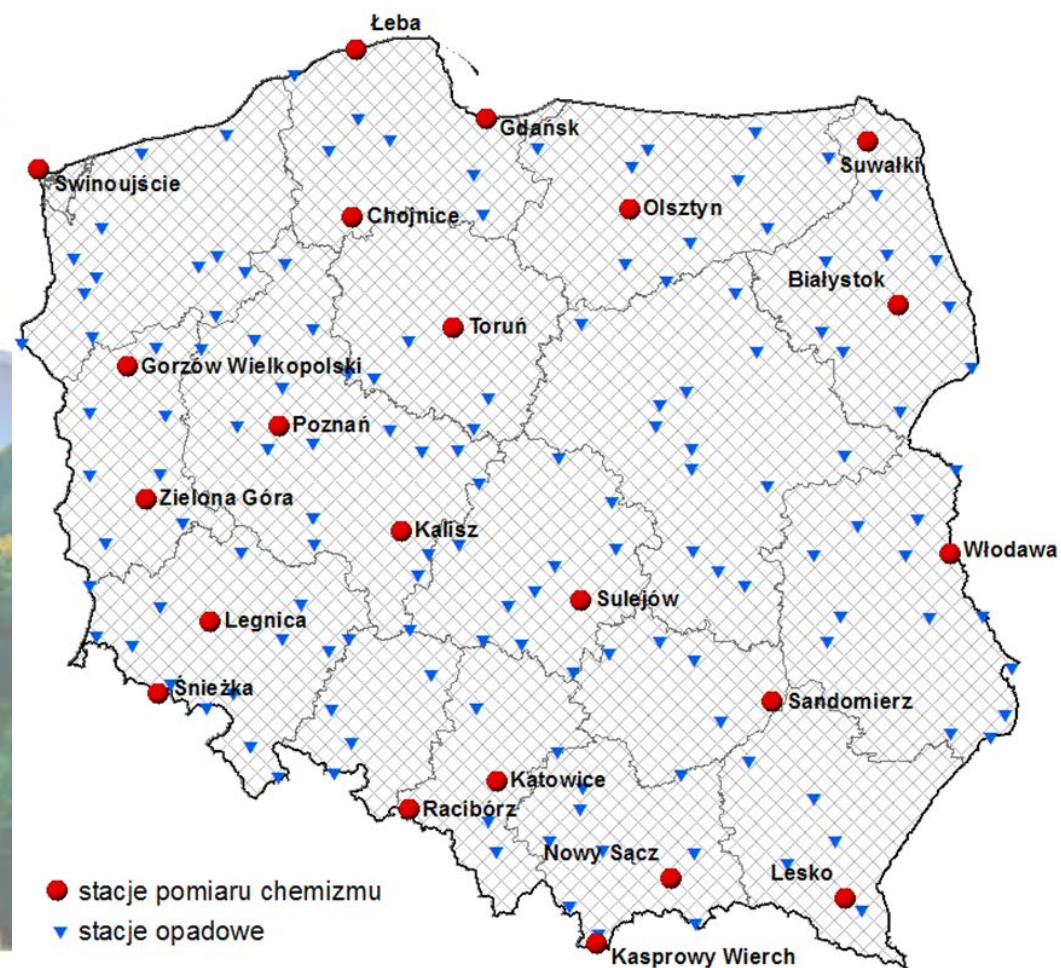 Łeba
Gdańsk
Suwałki
Świnoujście
Chojnice
Olsztyn
Białystok
Toruń
Gorzów Wielkopolski
Poznań
Zielona Góra
Kalisz
Włodawa
Sulejów
Legnica
Śnieżka
Sandomierz
Katowice
Racibórz
Nowy Sącz
Lesko
stacje pomiaru chemizmu
stacje opadowe
Kasprowy Wierch